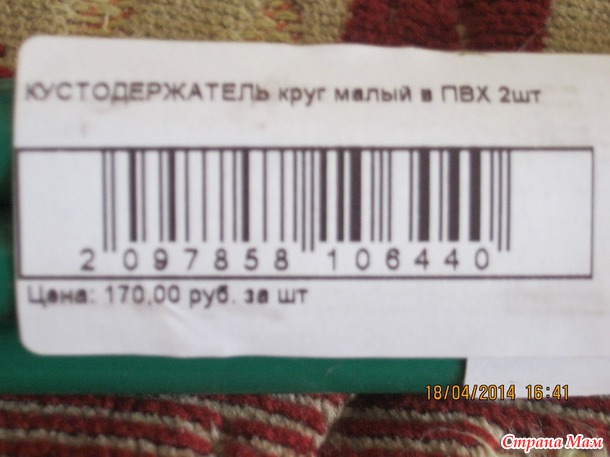 КУСТОДЕРЖАТЕЛЬ круг малый в ПВХ 2шт
2 097858 106440
Цена: 170,00 руб. за шт
18/04/2014 16:41
Страна Мам